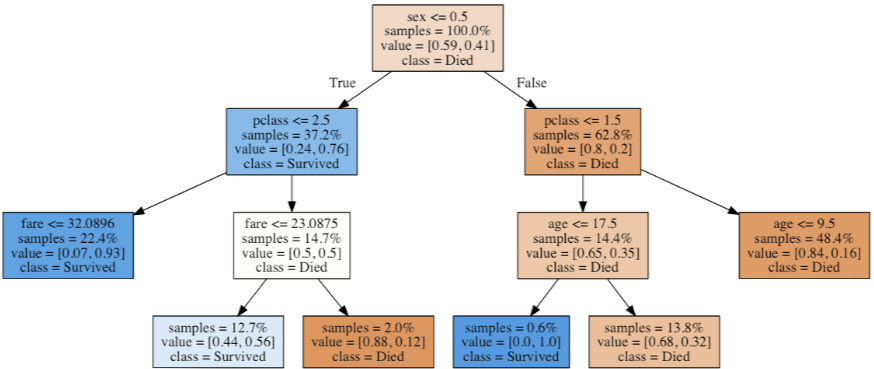 sex <= 0.5
samples = 100.0%
value = [0.59, 0.41]
class = Died
True
False
pclass <= 2.5
samples = 37.2%
value = [0.24, 0.76]
class = Survived
pclass <= 1.5
samples = 62.8%
value = [0.8, 0.2]
class = Died
fare <= 32.0896
samples = 22.4%
value = [0.07, 0.93]
class = Survived
fare <= 23.0875
samples = 14.7%
value = [0.5, 0.5]
class = Died
age <= 17.5
samples = 14.4%
value = [0.65, 0.35]
class = Died
age <= 9.5
samples = 48.4%
value = [0.84, 0.16]
class = Died
samples = 12.7%
value = [0.44, 0.56]
class = Survived
samples = 2.0%
value = [0.88, 0.12]
class = Died
samples = 0.6%
value = [0.0, 1.0]
class = Survived
samples = 13.8%
value = [0.68, 0.32]
class = Died